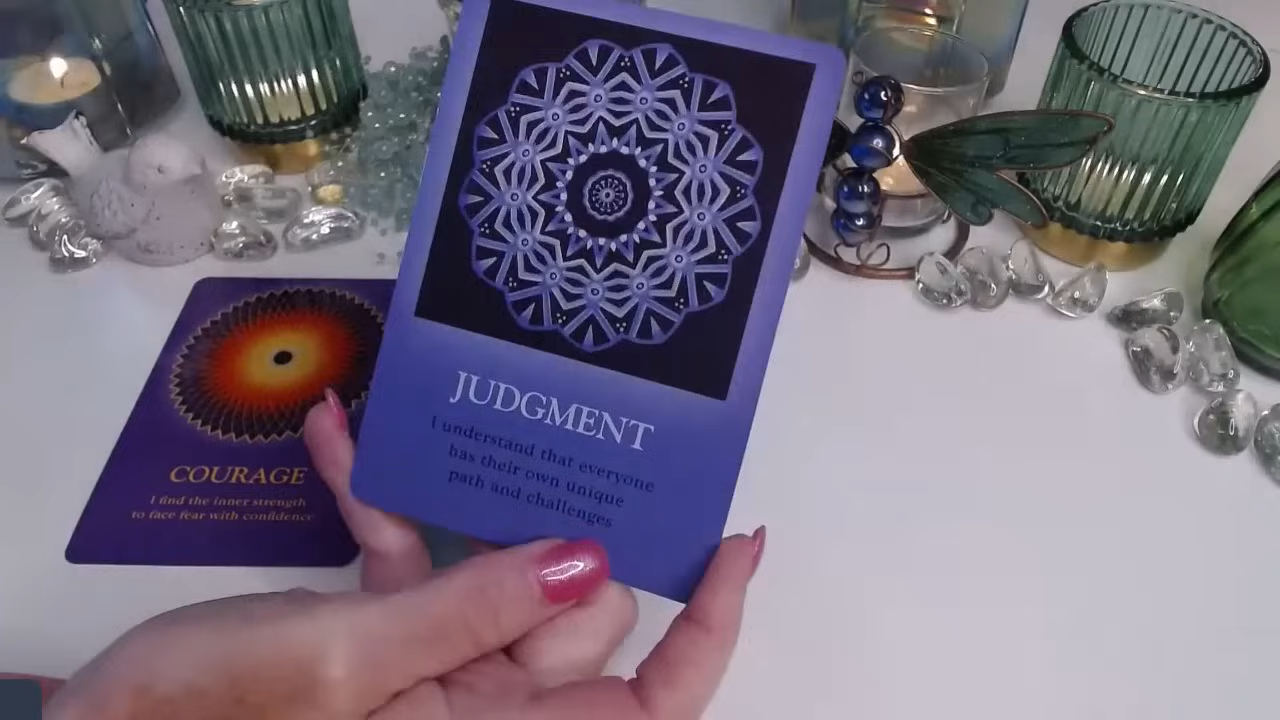 JUDGMENT
I understand that everyone
has their own unique
path and challenges
COURAGE
I find the inner strength
to face fear with confidence